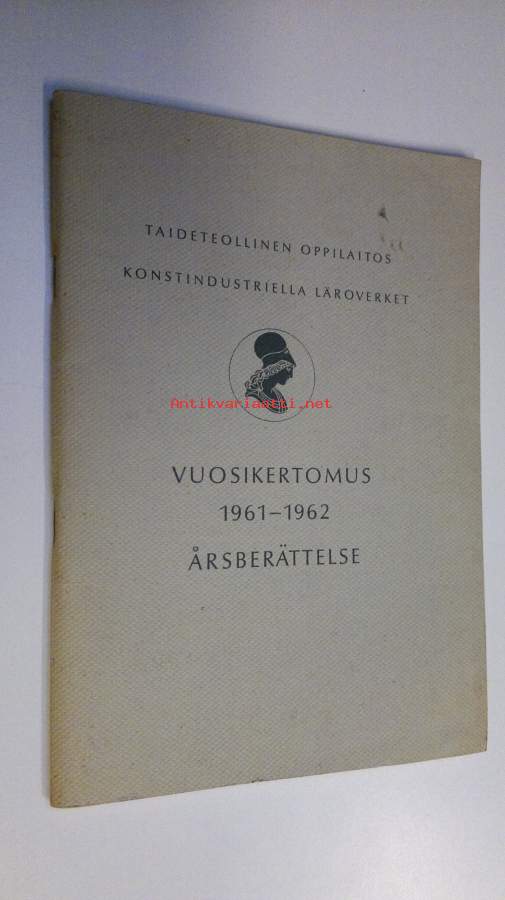 TAIDETEOLLINEN OPPILAITOS
KONSTINDUSTRIELLA LÄROVERKET
Antikvariaatti.net
VUOSIKERTOMUS
1961–1962
ÅRSBERÄTTELSE